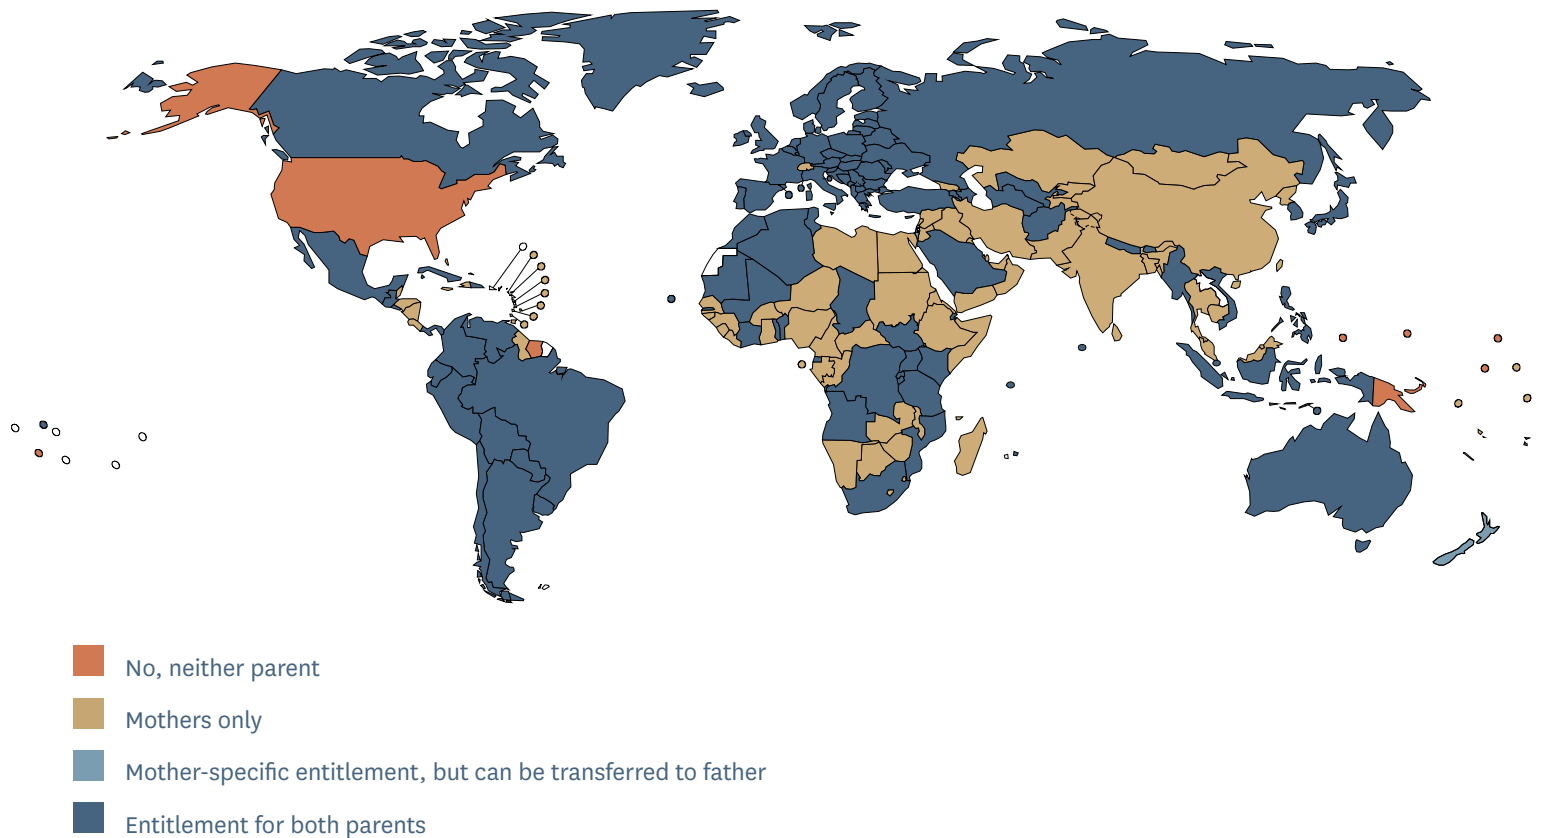 No, neither parent
Mothers only
Mother-specific entitlement, but can be transferred to father
Entitlement for both parents